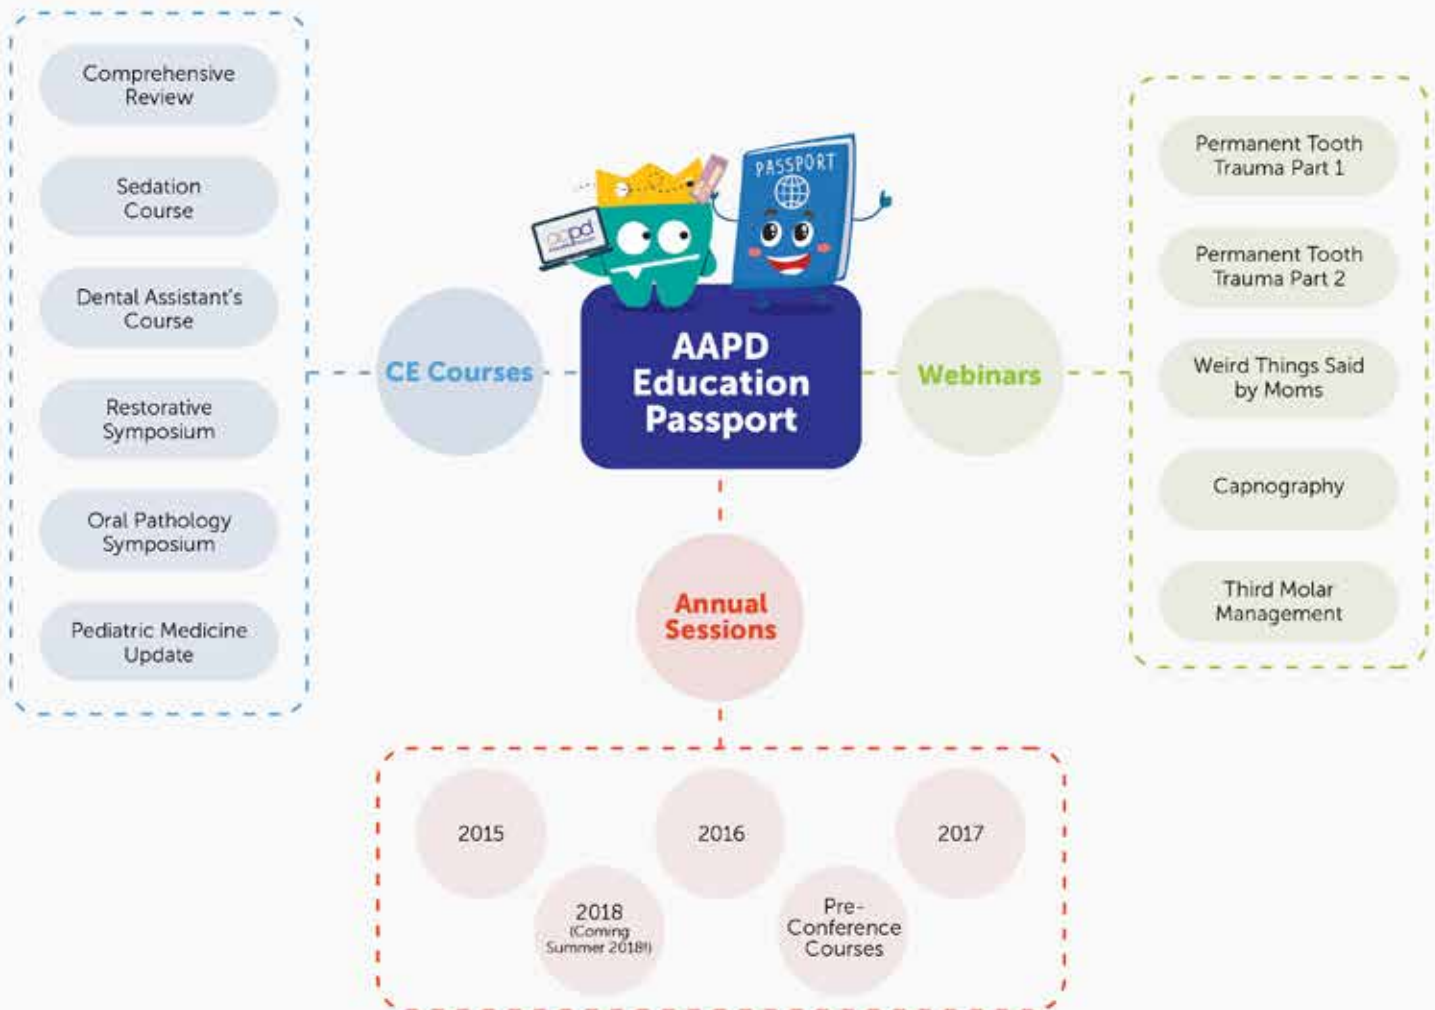 Comprehensive
Review
Sedation
Course
Dental Assistant's
Course
Restorative
Symposium
Oral Pathology
Symposium
Pediatric Medicine
Update
CE Courses
aapd
PASSPORT
AAPD
Education
Passport
Webinars
Permanent Tooth
Trauma Part 1
Permanent Tooth
Trauma Part 2
Weird Things Said
by Moms
Capnography
Third Molar
Management
Annual
Sessions
2015
2016
2017
2018
(Coming
Summer 2018!)
Pre-
Conference
Courses